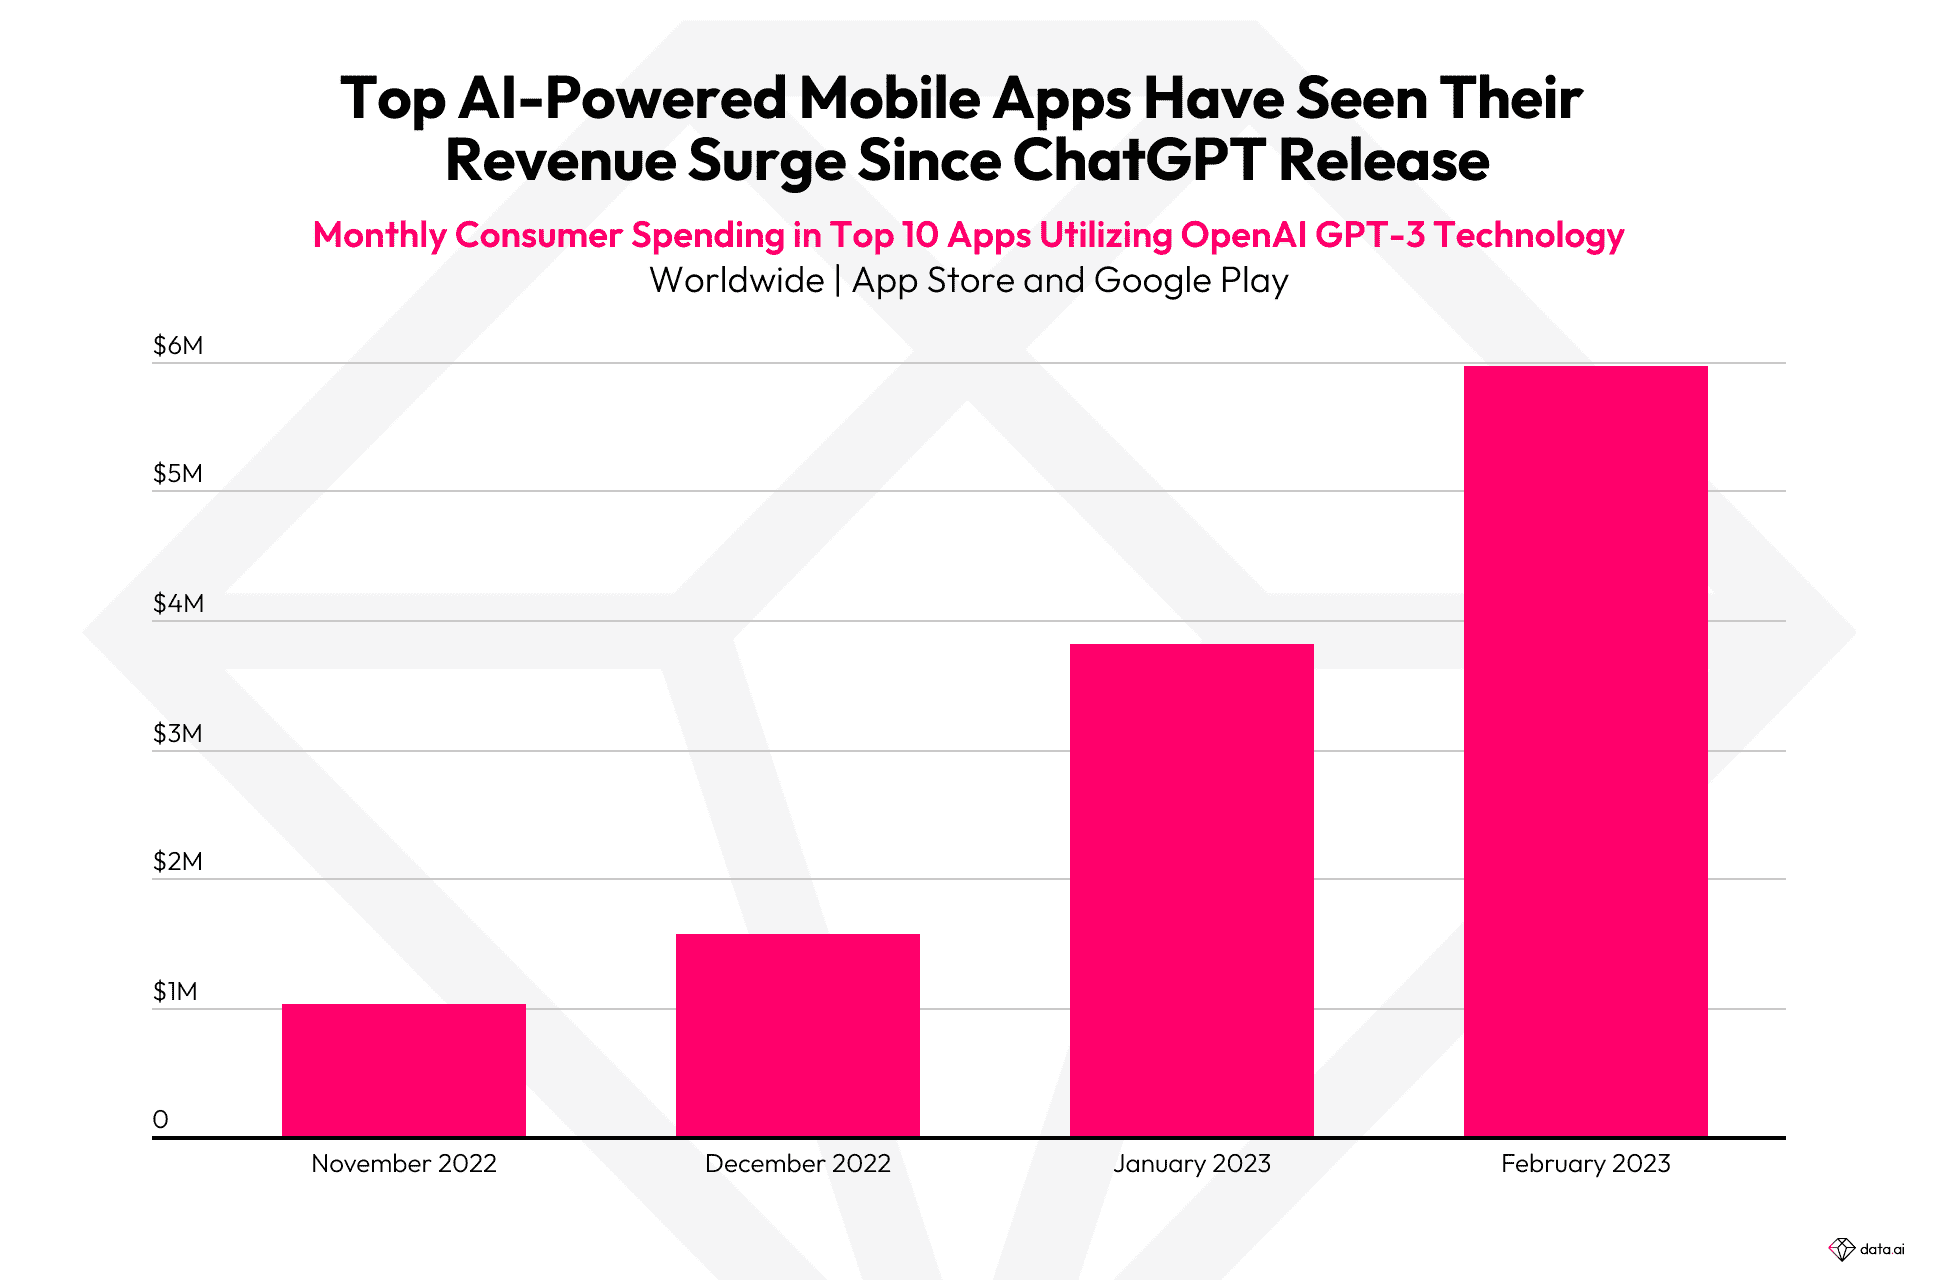 Top AI-Powered Mobile Apps Have Seen Their
Revenue Surge Since ChatGPT Release
Monthly Consumer Spending in Top 10 Apps Utilizing OpenAI GPT-3 Technology
Worldwide | App Store and Google Play
$6M
$5M
$4M
$3M
$2M
$1M
0
November 2022
December 2022
January 2023
February 2023
data.ai